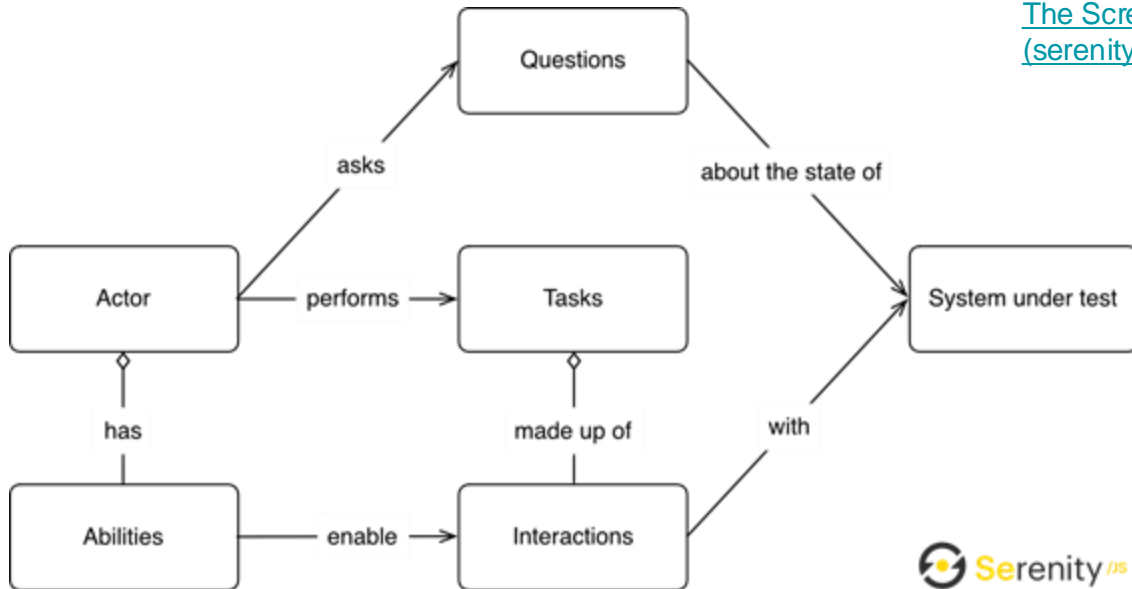 The Scre
(serenity
Questions
asks
about the state of
Actor
performs
Tasks
System under test
has
made up of
with
Abilities
enable
Interactions
Serenity /JS